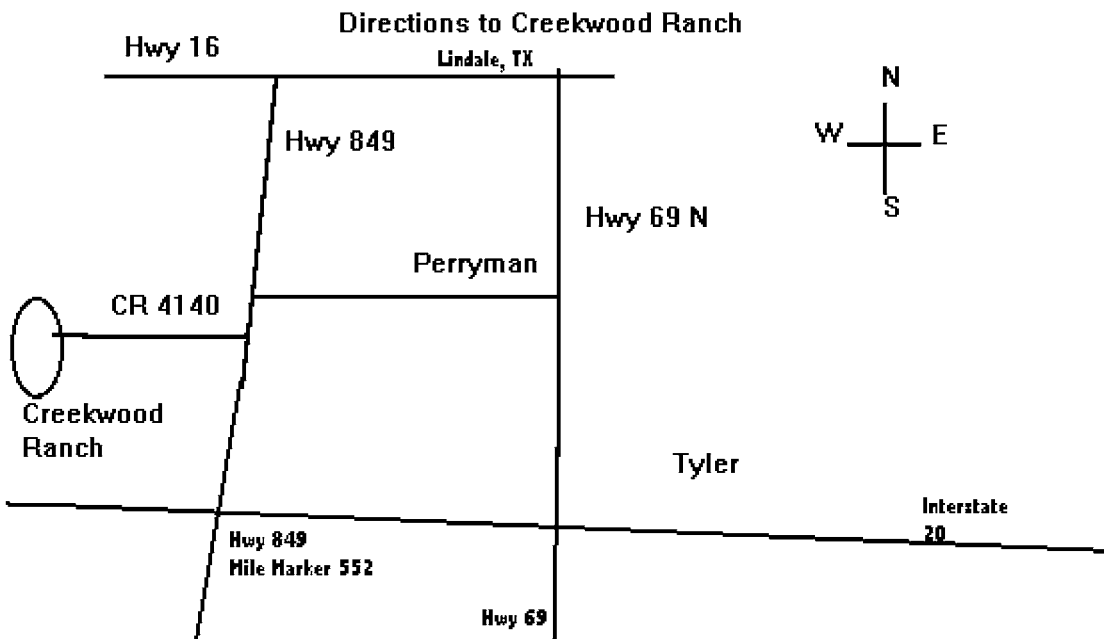 Directions to Creekwood Ranch
Hwy 16
Lindale, TX
N
Hwy 849
W
E
S
Hwy 69 N
Perryman
CR 4140
Creekwood
Ranch
Tyler
Interstate
20
Hwy 849
Mile Marker 552
Hwy 69